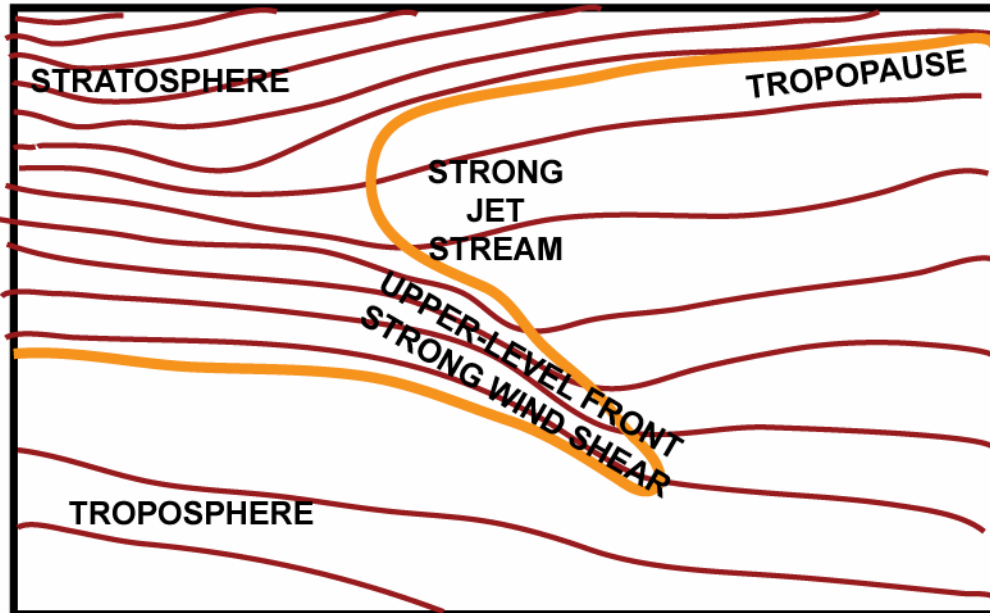 STRATOSPHERE
TROPOPAUSE
STRONG
JET
STREAM
UPPER-LEVEL FRONT
STRONG WIND SHEAR
TROPOSPHERE